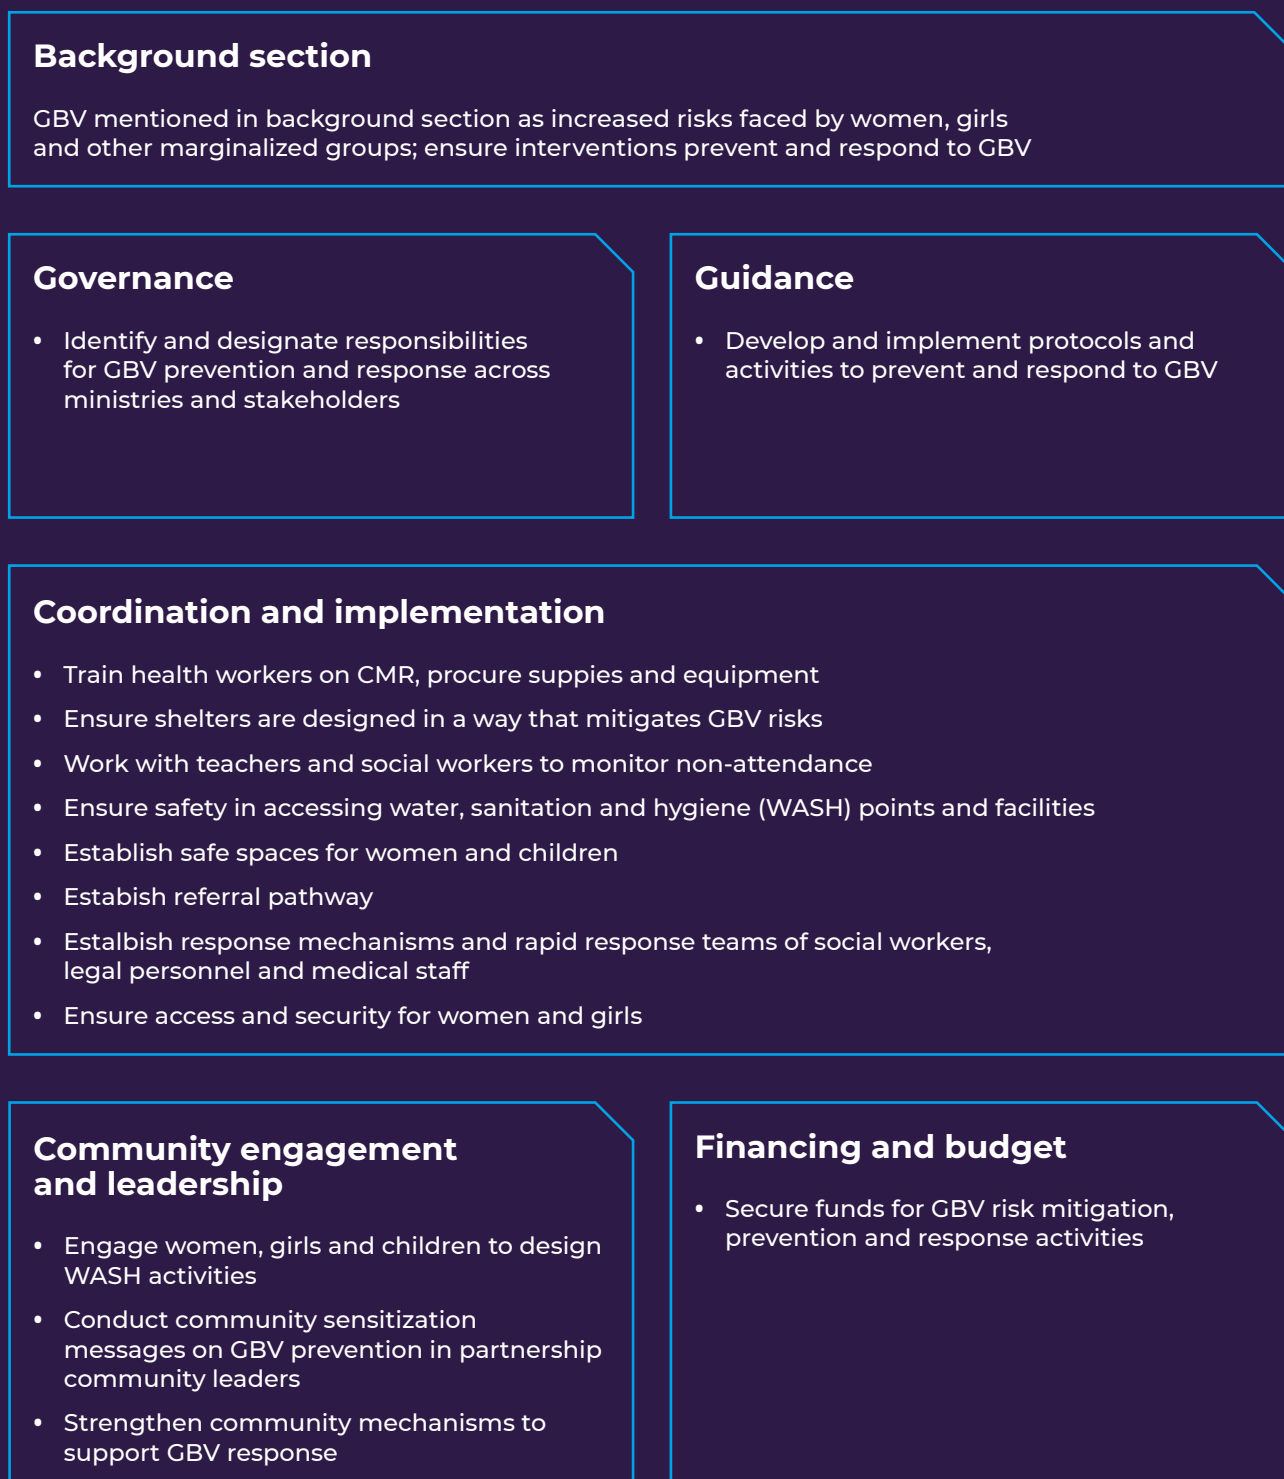 Background section
GBV mentioned in background section as increased risks faced by women, girls
and other marginalized groups; ensure interventions prevent and respond to GBV
Governance
• Identify and designate responsibilities
for GBV prevention and response across
ministries and stakeholders
Guidance
• Develop and implement protocols and
activities to prevent and respond to GBV
Coordination and implementation
• Train health workers on CMR, procure suppies and equipment
• Ensure shelters are designed in a way that mitigates GBV risks
• Work with teachers and social workers to monitor non-attendance
• Ensure safety in accessing water, sanitation and hygiene (WASH) points and facilities
• Establish safe spaces for women and children
• Estabish referral pathway
• Estalbish response mechanisms and rapid response teams of social workers,
legal personnel and medical staff
• Ensure access and security for women and girls
Community engagement
and leadership
• Engage women, girls and children to design
WASH activities
• Conduct community sensitization
messages on GBV prevention in partnership
community leaders
• Strengthen community mechanisms to
support GBV response
Financing and budget
• Secure funds for GBV risk mitigation,
prevention and response activities